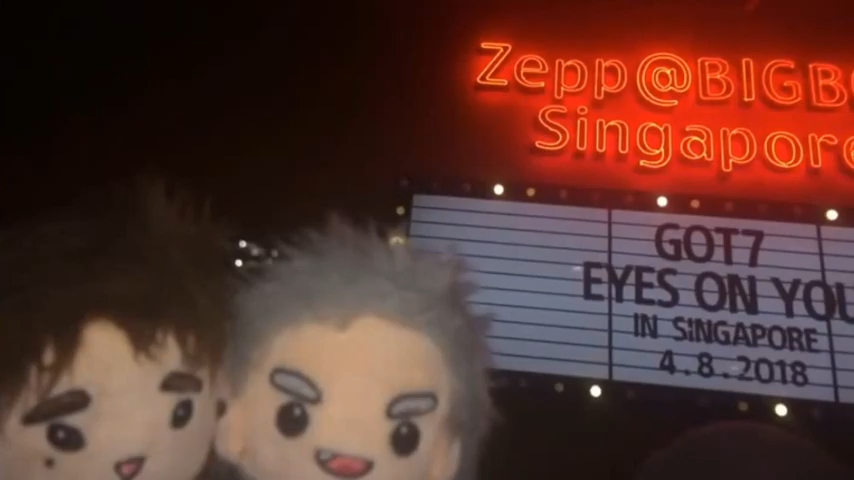 Zepp@BIGB
Singapore
GOT7
EYES ON YOU
IN SiNGAPORE
4.8.2018